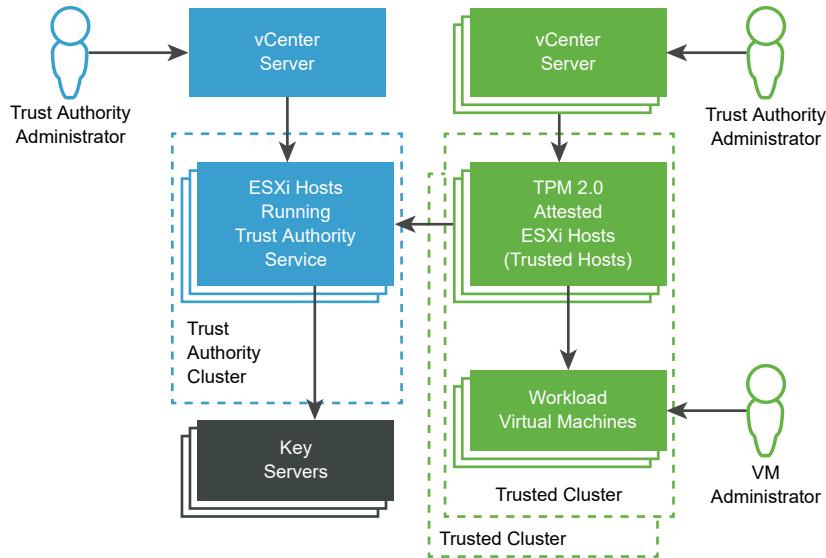 vCenter
Server
vCenter
Server
Trust Authority
Administrator
Trust Authority
Administrator
ESXi Hosts
Running
Trust Authority
Service
TPM 2.0
Attested
ESXi Hosts
(Trusted Hosts)
Trust
Authority
Cluster
Workload
Virtual Machines
Key
Servers
VM
Administrator
Trusted Cluster
Trusted Cluster